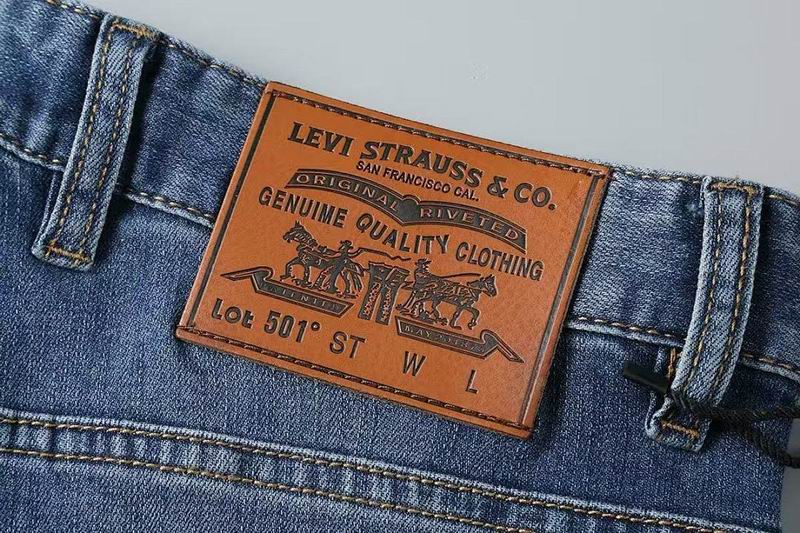 LEVI STRAUSS & CO.
SAN FRANCISCO CAL.
ORIGINAL RIVETED
GENUIME QUALITY CLOTHING
Lot 501° ST W L